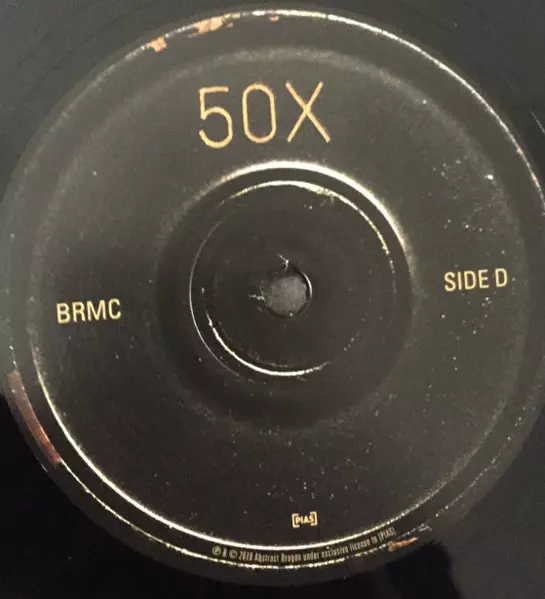 50X
BRMC
SIDE D
[PIAS]
℗ & © 2018 Abstract Dragon under exclusive license to [PIAS]